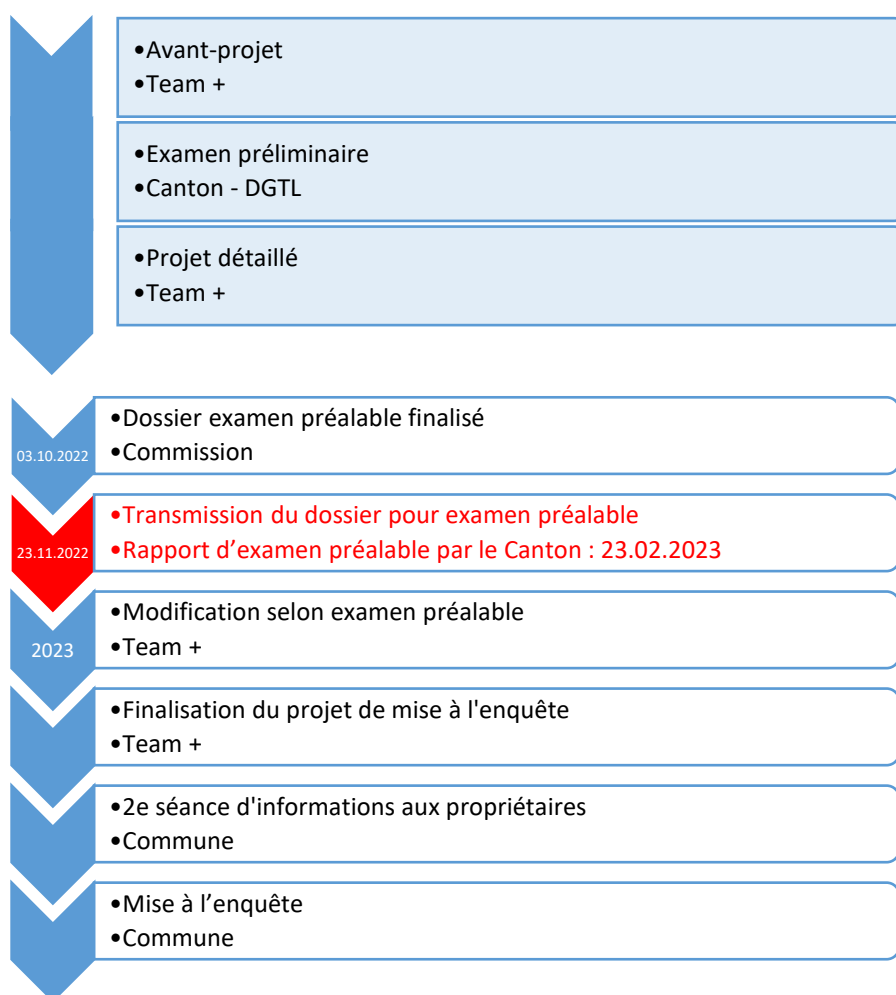 •Avant-projet
•Team +
•Examen préliminaire
•Canton - DGTL
•Projet détaillé
•Team +
03.10.2022
•Dossier examen préalable finalisé
•Commission
23.11.2022
•Transmission du dossier pour examen préalable
•Rapport d’examen préalable par le Canton : 23.02.2023
2023
•Modification selon examen préalable
•Team +
•Finalisation du projet de mise à l'enquête
•Team +
•2e séance d'informations aux propriétaires
•Commune
•Mise à l’enquête
•Commune